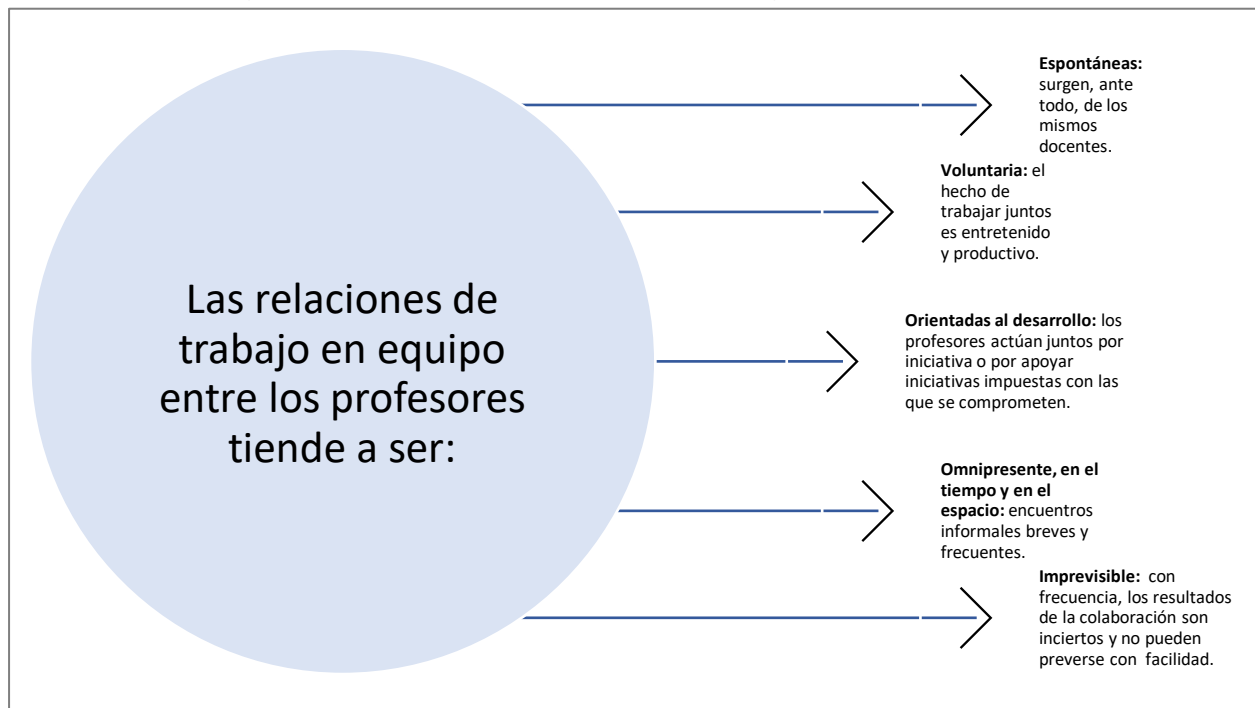 Las relaciones de
trabajo en equipo
entre los profesores
tiende a ser:
Espontáneas:
surgen, ante
todo, de los
mismos
docentes.
Voluntaria: el
hecho de
trabajar juntos
es entretenido
y productivo.
Orientadas al desarrollo: los
profesores actúan juntos por
iniciativa o por apoyar
iniciativas impuestas con las
que se comprometen.
Omnipresente, en el
tiempo y en el
espacio: encuentros
informales breves y
frecuentes.
Imprevisible: con
frecuencia, los resultados
de la colaboración son
inciertos y no pueden
preverse con facilidad.